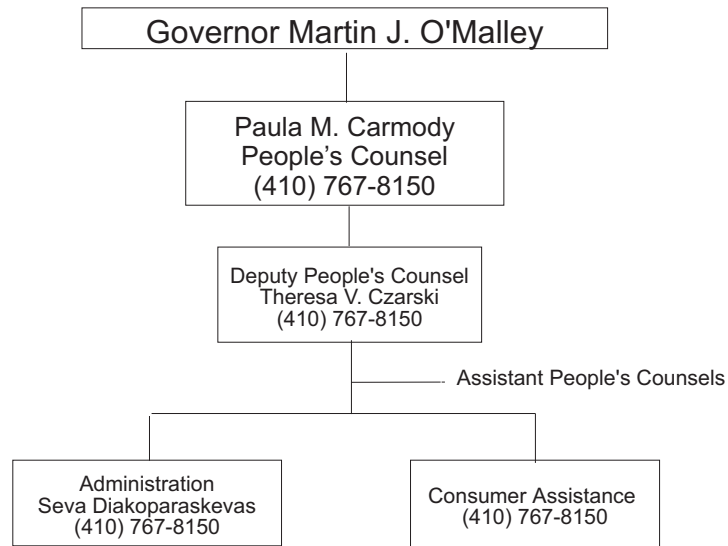 Governor Martin J. O'Malley
Paula M. Carmody
People’s Counsel
(410) 767-8150
Deputy People's Counsel
Theresa V. Czarski
(410) 767-8150
Assistant People's Counsels
Administration
Seva Diakoparaskevas
(410) 767-8150
Consumer Assistance
(410) 767-8150